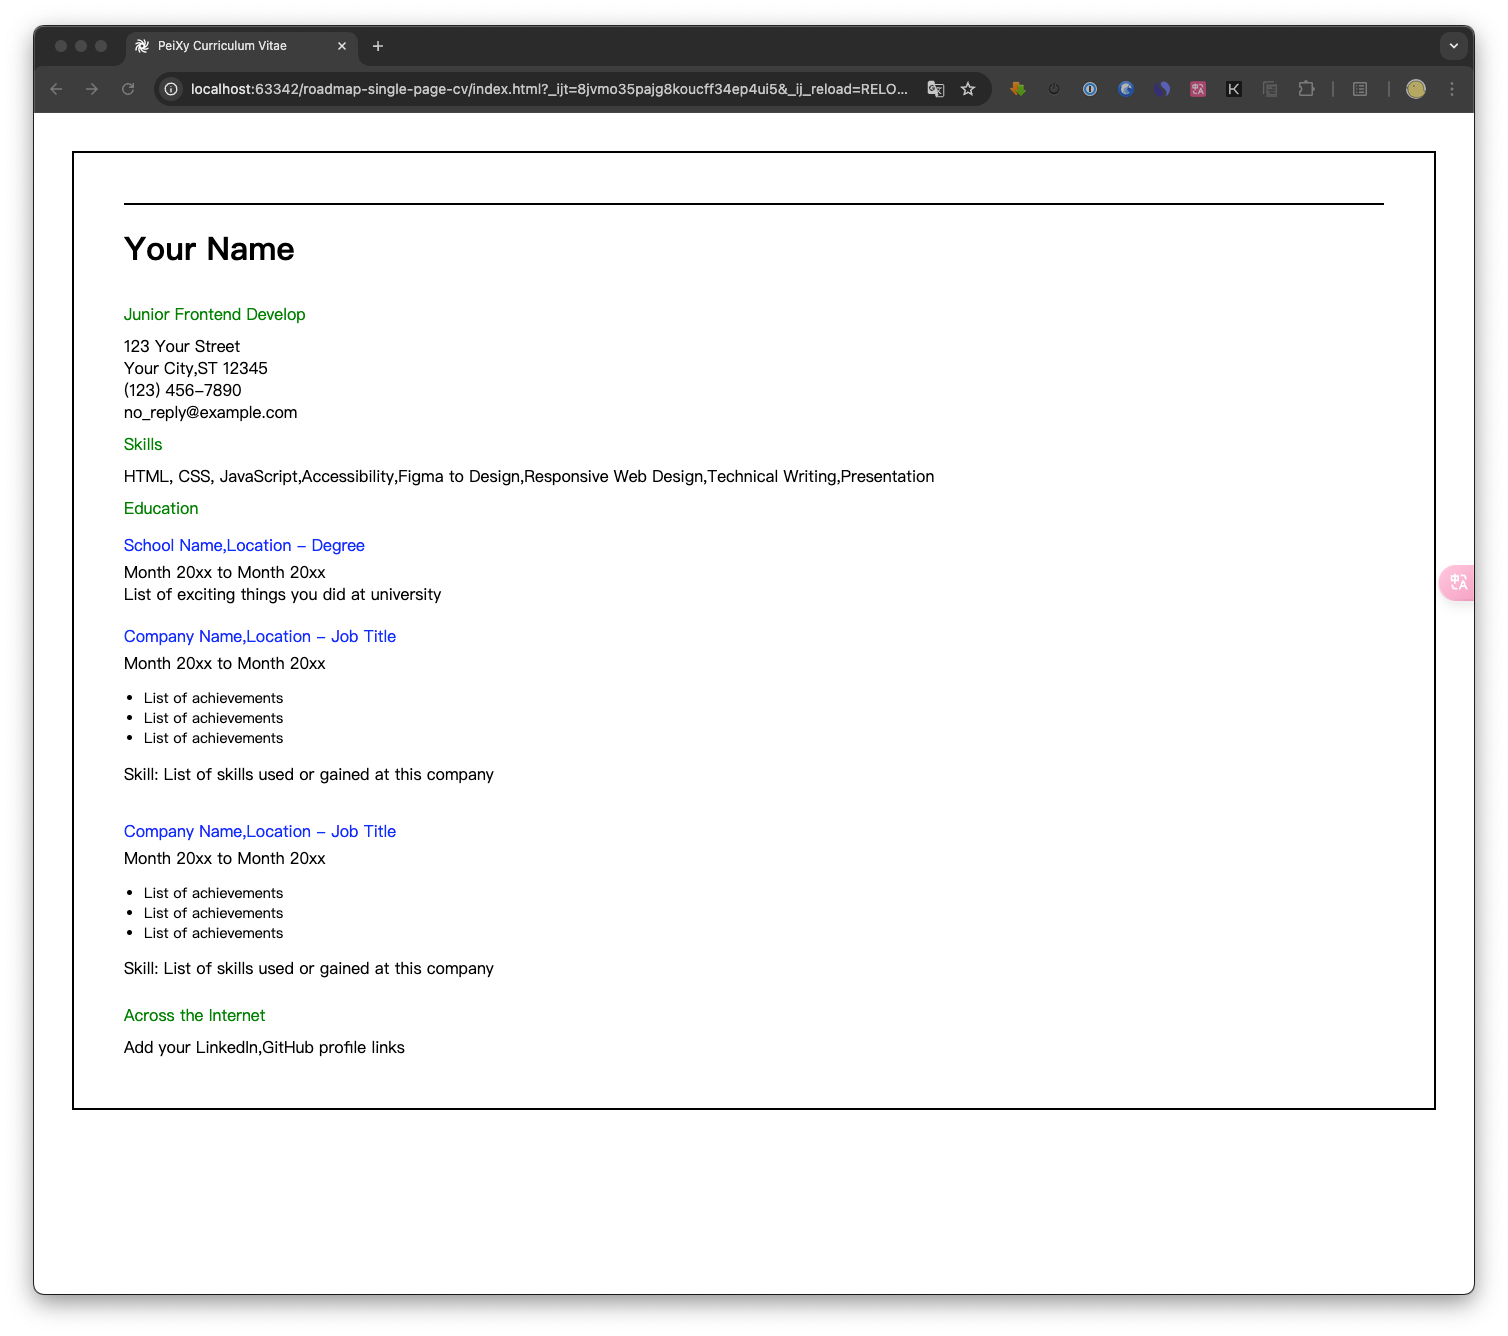 PeiXy Curriculum Vitae
localhost:63342/roadmap-single-page-cv/index.html?_ijt=8jvmo35pajg8koucff34ep4ui5&_ij_reload=RELO...
Your Name
Junior Frontend Develop
123 Your Street
Your City,ST 12345
(123) 456-7890
no_reply@example.com
Skills
HTML, CSS, JavaScript,Accessibility,Figma to Design,Responsive Web Design,Technical Writing,Presentation
Education
School Name,Location - Degree
Month 20xx to Month 20xx
List of exciting things you did at university
Company Name,Location - Job Title
Month 20xx to Month 20xx
• List of achievements
• List of achievements
• List of achievements
Skill: List of skills used or gained at this company
Company Name,Location - Job Title
Month 20xx to Month 20xx
• List of achievements
• List of achievements
• List of achievements
Skill: List of skills used or gained at this company
Across the Internet
Add your LinkedIn,GitHub profile links